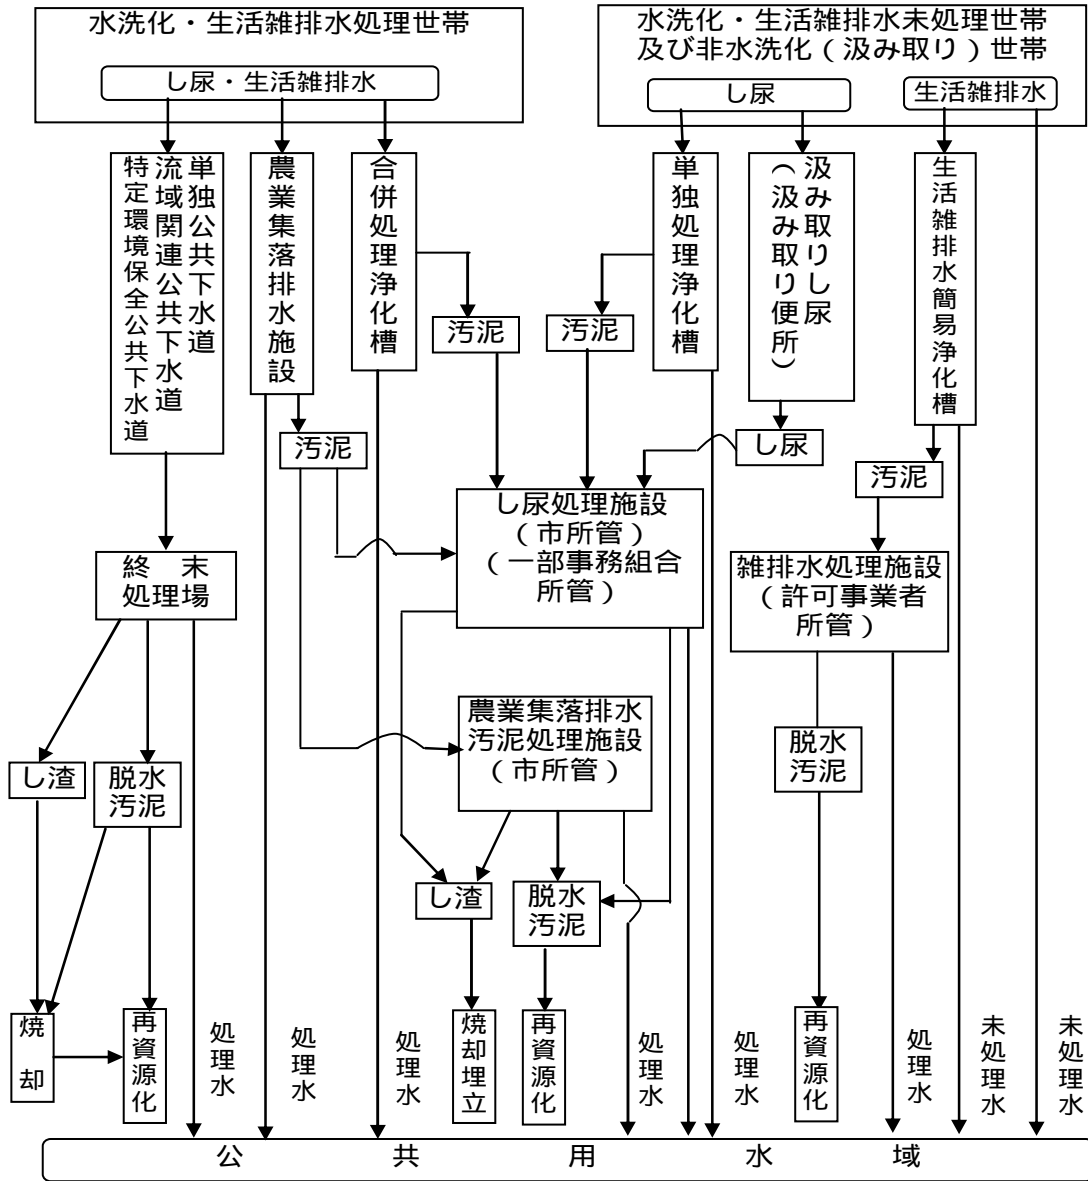 水洗化・生活雑排水処理世帯
し尿・生活雑排水
水洗化・生活雑排水未処理世帯
及び非水洗化（汲み取り）世帯
し尿
生活雑排水
単独公共下水道
流域関連公共下水道
特定環境保全公共下水道
農業集落排水施設
合併処理浄化槽
単独処理浄化槽
汲み取りし尿
（汲み取り便所）
生活雑排水簡易浄化槽
汚泥
汚泥
汚泥
し尿
汚泥
し尿処理施設
（市所管）
（一部事務組合
所管）
終　末
処理場
雑排水処理施設
（許可事業者
所管）
農業集落排水
汚泥処理施設
（市所管）
し渣
脱水
汚泥
脱水
汚泥
し渣
脱水
汚泥
焼却
再資源化
処理水
処理水
処理水
焼却埋立
再資源化
処理水
処理水
再資源化
処理水
未処理水
未処理水
公　共　用　水　域